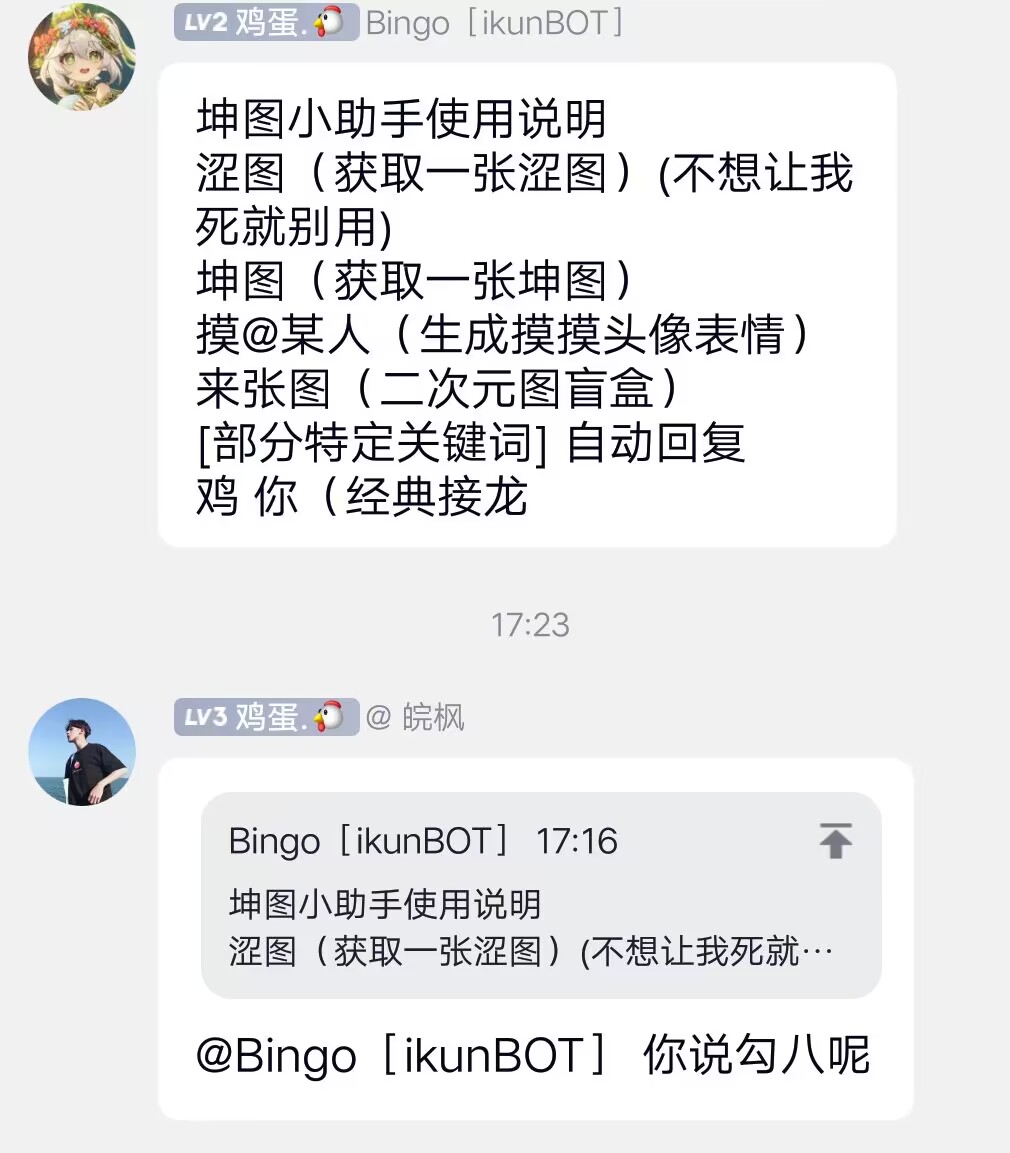 LV2 鸡蛋.🐔 Bingo［ikunBOT］
坤图小助手使用说明
涩图（获取一张涩图）(不想让我
死就别用)
坤图（获取一张坤图）
摸@某人（生成摸摸头像表情）
来张图（二次元图盲盒）
[部分特定关键词] 自动回复
鸡 你（经典接龙
17:23
LV3 鸡蛋.🐔 @ 皖枫
Bingo［ikunBOT］ 17:16
坤图小助手使用说明
涩图（获取一张涩图）(不想让我死就…
@Bingo［ikunBOT］ 你说勾八呢